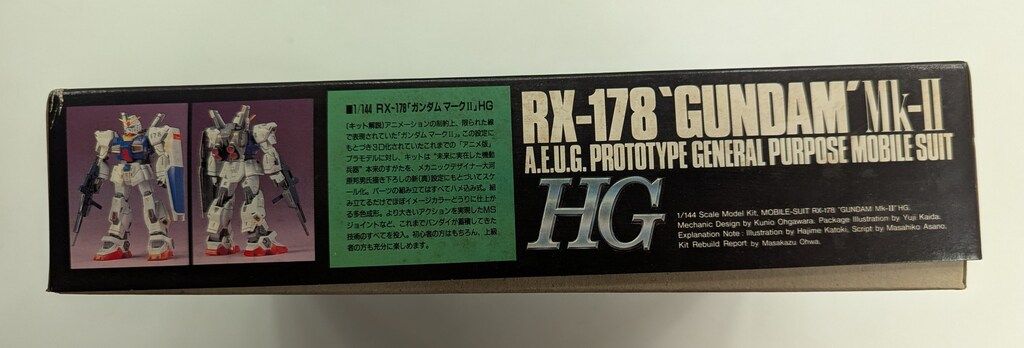 ■1/144 RX-178「ガンダム マークII」HG
〔キット解説〕アニメーションの制約上、限られた線
で表現されていた「ガンダム マークII」。この設定に
もとづき3D化されていたこれまでの「アニメ版」
プラモデルに対し、キットは“未来に実在した機動
兵器”本来のすがたを、メカニックデザイナー大河
原邦男氏描き下ろしの新(真)設定にもとづいてスケ
ール化。パーツの組み立てはすべてハメ込み式。組
み立てるだけでほぼイメージカラーどうりに仕上が
る多色成形。より大きいアクションを実現したMS
ジョイントなど、これまでバンダイが蓄積してきた
技術のすべてを投入。初心者の方はもちろん、上級
者の方も充分に楽しめます。
RX-178 `GUNDAM´ Mk-II
A.E.U.G. PROTOTYPE GENERAL PURPOSE MOBILE SUIT
HG
1/144 Scale Model Kit. MOBILE-SUIT RX-178 "GUNDAM Mk-II" HG.
Mechanic Design by Kunio Ohgawara. Package Illustration by Yuji Kaida.
Explanation Note : Illustration by Hajime Katoki, Script by Masahiko Asano.
Kit Rebuild Report by Masakazu Ohwa.